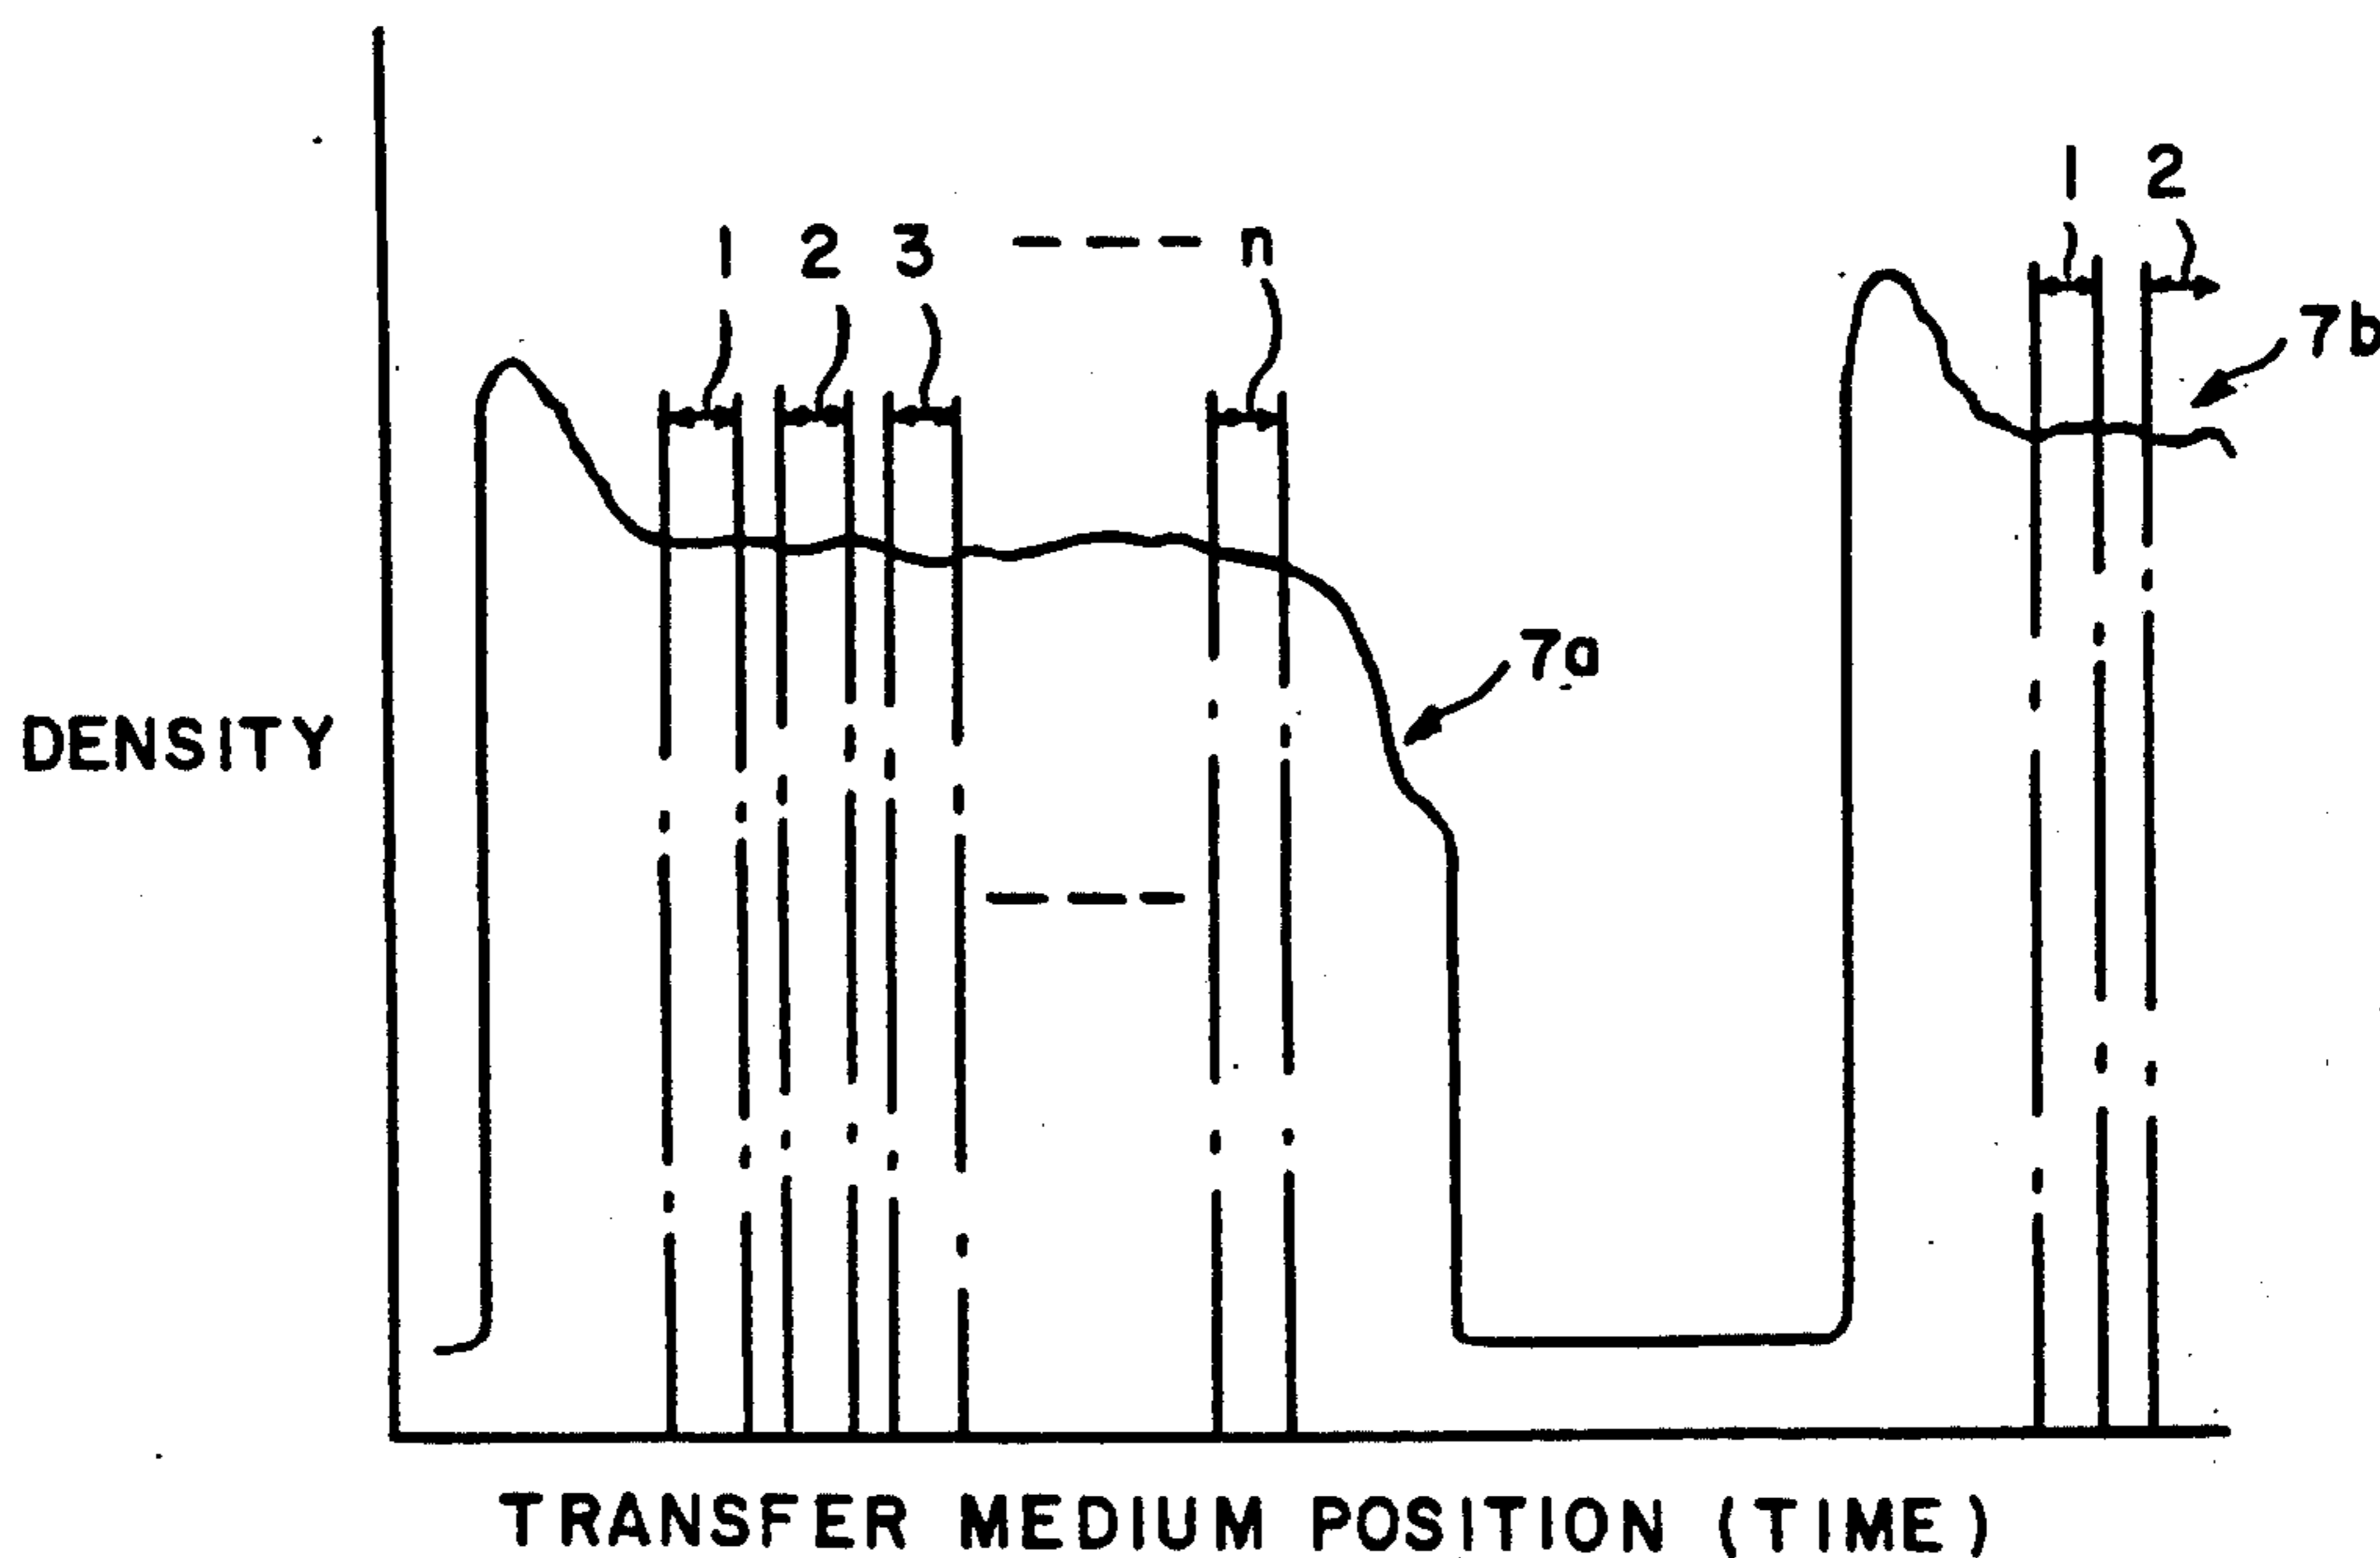 1 2
1 2 3 --- n
7b
7a
DENSITY
TRANSFER MEDIUM POSITION (TIME)